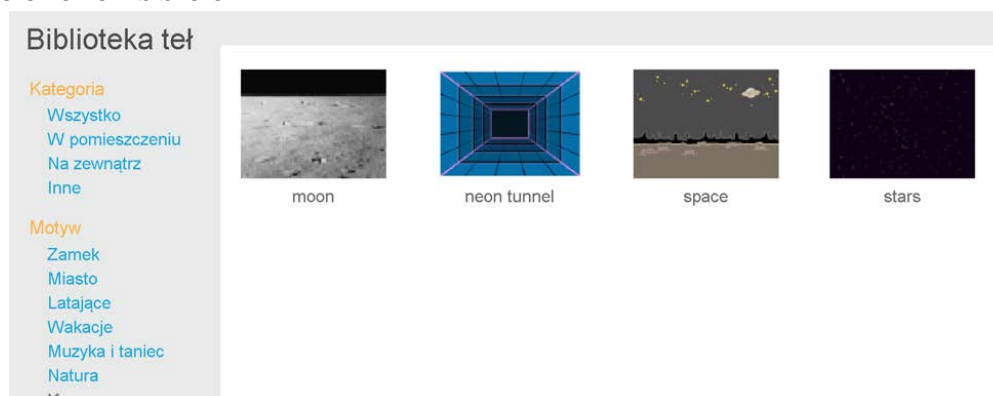 Biblioteka teł
Kategoria
Wszystko
W pomieszczeniu
Na zewnątrz
Inne
Motyw
Zamek
Miasto
Latające
Wakacje
Muzyka i taniec
Natura
moon neon tunnel space stars